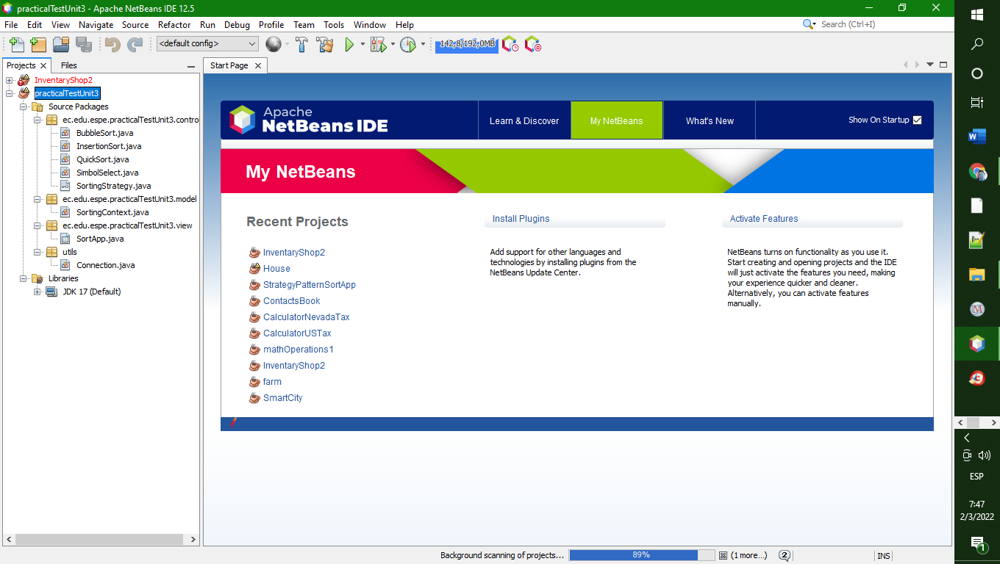 practicalTestUnit3 - Apache NetBeans IDE 12.5
File Edit View Navigate Source Refactor Run Debug Profile Team Tools Window Help
Search (Ctrl+I)
<default config>
142,8/192,0MB
Projects
Files
InventaryShop2
practicalTestUnit3
Source Packages
ec.edu.espe.practicalTestUnit3.contro
BubbleSort.java
InsertionSort.java
QuickSort.java
SimbolSelect.java
SortingStrategy.java
ec.edu.espe.practicalTestUnit3.model
SortingContext.java
ec.edu.espe.practicalTestUnit3.view
SortApp.java
utils
Connection.java
Libraries
JDK 17 (Default)
Start Page
Apache
NetBeans IDE
Learn & Discover
My NetBeans
What's New
Show On Startup
My NetBeans
Recent Projects
InventaryShop2
House
StrategyPatternSortApp
ContactsBook
CalculatorNevadaTax
CalculatorUSTax
mathOperations1
InventaryShop2
farm
SmartCity
Install Plugins
Add support for other languages and
technologies by installing plugins from the
NetBeans Update Center.
Activate Features
NetBeans turns on functionality as you use it.
Start creating and opening projects and the IDE
will just activate the features you need, making
your experience quicker and cleaner.
Alternatively, you can activate features
manually.
Background scanning of projects...
89%
(1 more...)
2
INS
ESP
7:47
2/3/2022
1